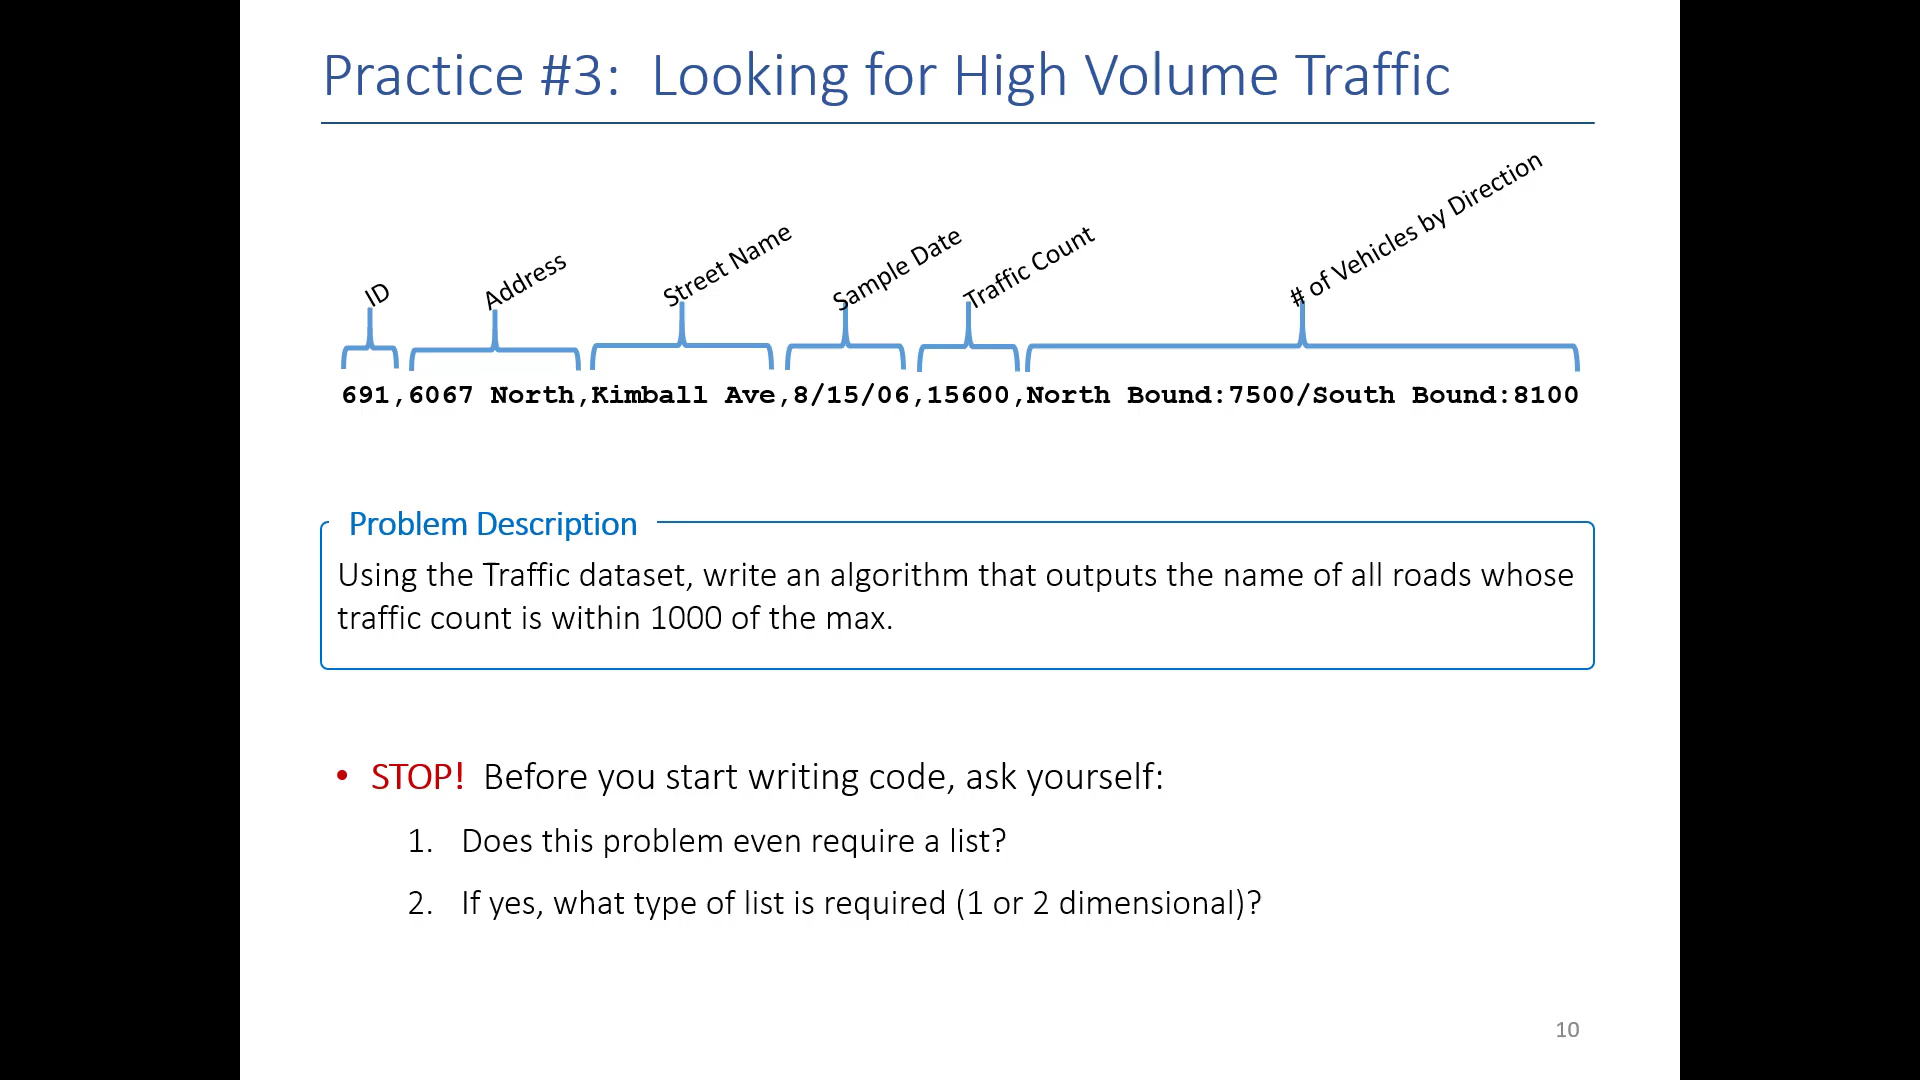 Practice #3: Looking for High Volume Traffic
ID
Address
Street Name
Sample Date
Traffic Count
# of Vehicles by Direction
691,6067 North,Kimball Ave,8/15/06,15600,North Bound:7500/South Bound:8100
Problem Description
Using the Traffic dataset, write an algorithm that outputs the name of all roads whose
traffic count is within 1000 of the max.
• STOP! Before you start writing code, ask yourself:
1. Does this problem even require a list?
2. If yes, what type of list is required (1 or 2 dimensional)?
10